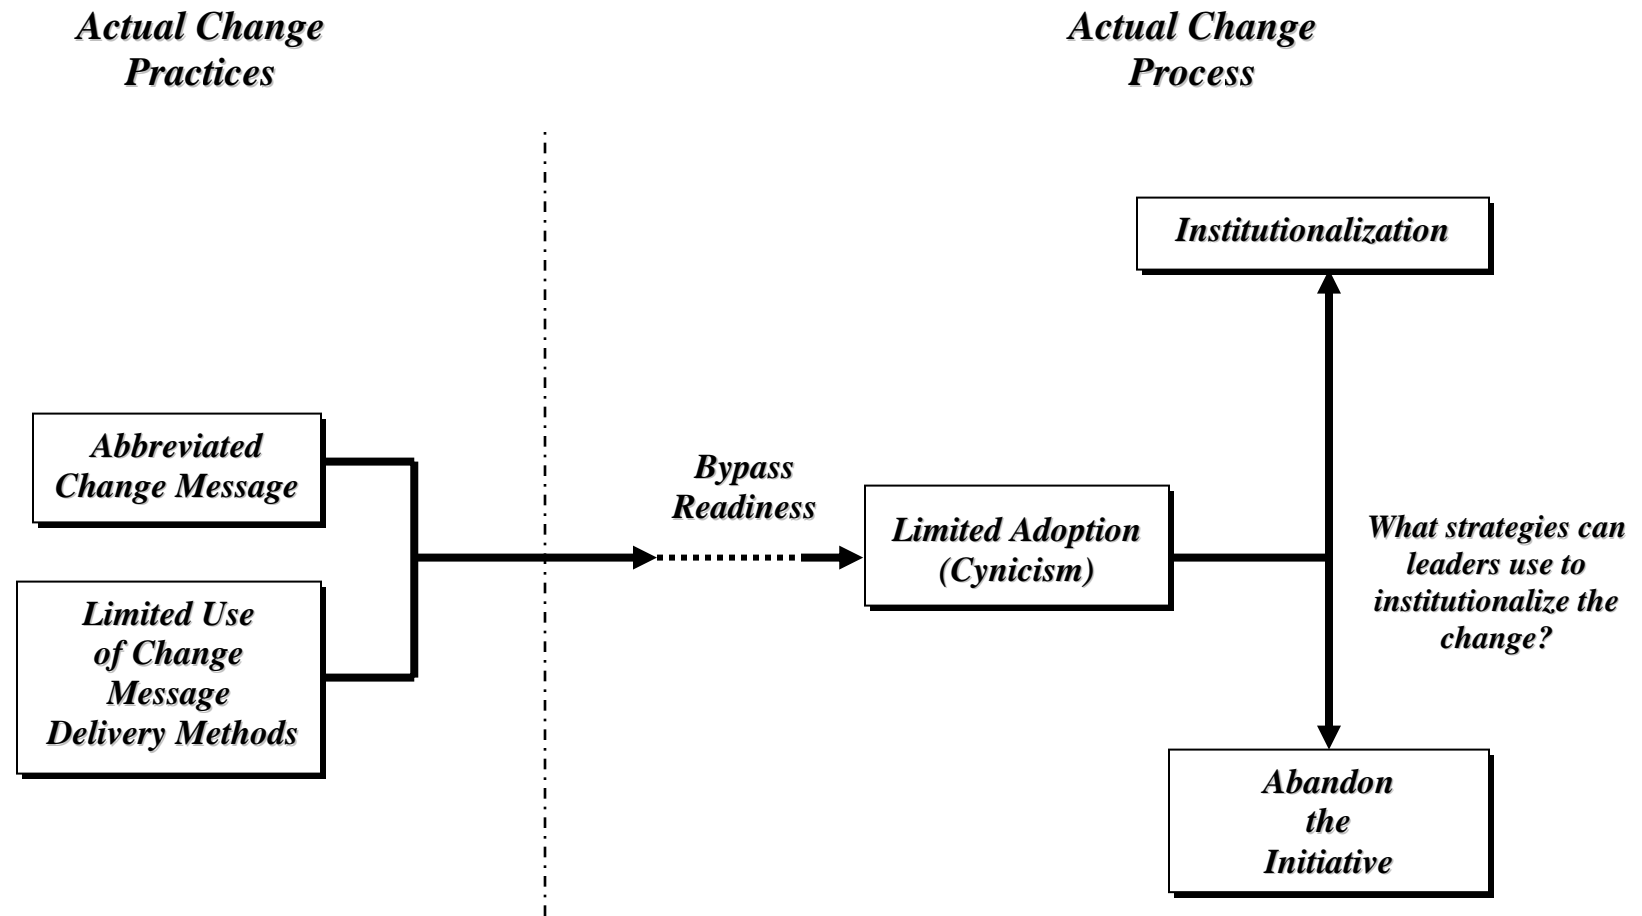 Actual Change
Practices
Actual Change
Process
Institutionalization
Abbreviated
Change Message
Bypass
Readiness
Limited Adoption
(Cynicism)
What strategies can
leaders use to
institutionalize the
change?
Limited Use
of Change
Message
Delivery Methods
Abandon
the
Initiative